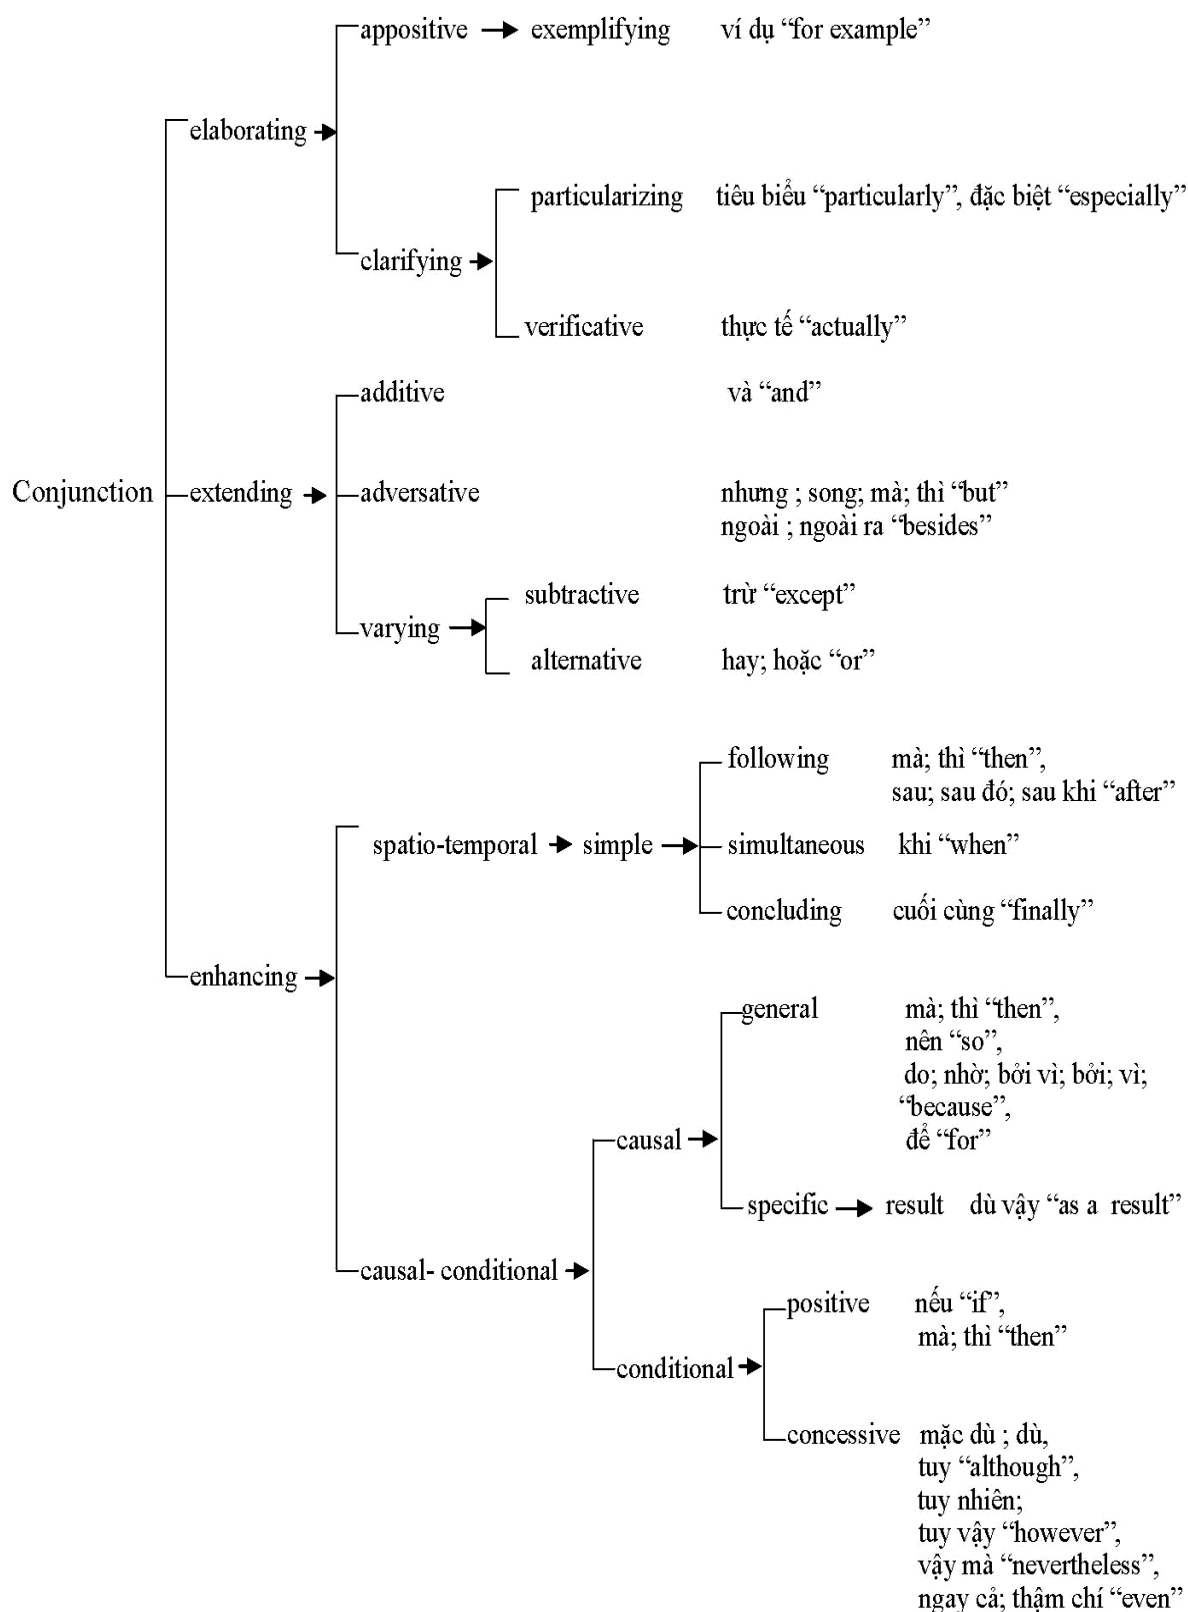 appositive exemplifying ví dụ “for example”
elaborating
particularizing tiêu biểu “particularly”, đặc biệt “especially”
clarifying
verificative thực tế “actually”
additive và “and”
Conjunction extending adversative nhưng ; song; mà; thì “but”
ngoài ; ngoài ra “besides”
subtractive trừ “except”
varying
alternative hay; hoặc “or”
following mà; thì “then”,
sau; sau đó; sau khi “after”
spatio-temporal simple simultaneous khi “when”
concluding cuối cùng “finally”
enhancing
general mà; thì “then”,
nên “so”,
do; nhờ; bởi vì; bởi; vì;
“because”,
causal để “for”
specific result dù vậy “as a result”
causal- conditional
positive nếu “if”,
mà; thì “then”
conditional
concessive mặc dù ; dù,
tuy “although”,
tuy nhiên;
tuy vậy “however”,
vậy mà “nevertheless”,
ngay cả; thậm chí “even”